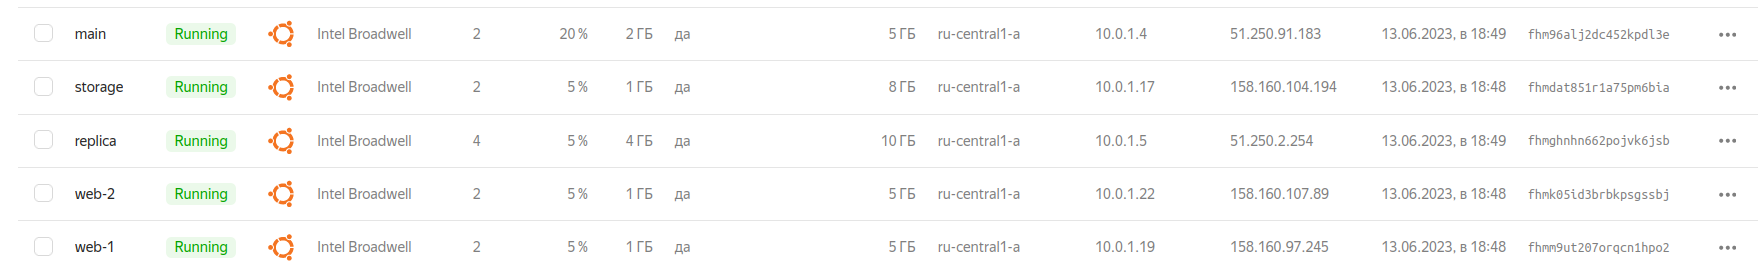 main Running Intel Broadwell 2 20 % 2 ГБ да 5 ГБ ru-central1-a 10.0.1.4 51.250.91.183 13.06.2023, в 18:49 fhm96alj2dc452kpdl3e
storage Running Intel Broadwell 2 5 % 1 ГБ да 8 ГБ ru-central1-a 10.0.1.17 158.160.104.194 13.06.2023, в 18:48 fhmdat851r1a75pm6bia
replica Running Intel Broadwell 4 5 % 4 ГБ да 10 ГБ ru-central1-a 10.0.1.5 51.250.2.254 13.06.2023, в 18:49 fhmghnhn662pojvk6jsb
web-2 Running Intel Broadwell 2 5 % 1 ГБ да 5 ГБ ru-central1-a 10.0.1.22 158.160.107.89 13.06.2023, в 18:48 fhmk05id3brbkpsgssbj
web-1 Running Intel Broadwell 2 5 % 1 ГБ да 5 ГБ ru-central1-a 10.0.1.19 158.160.97.245 13.06.2023, в 18:48 fhmm9ut207orqcn1hpo2